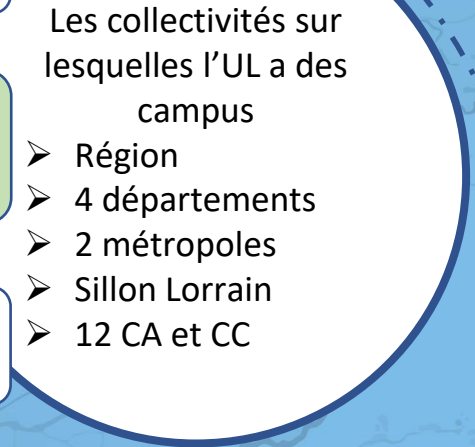 Les collectivités sur
lesquelles l’UL a des
campus
➢ Région
➢ 4 départements
➢ 2 métropoles
➢ Sillon Lorrain
➢ 12 CA et CC